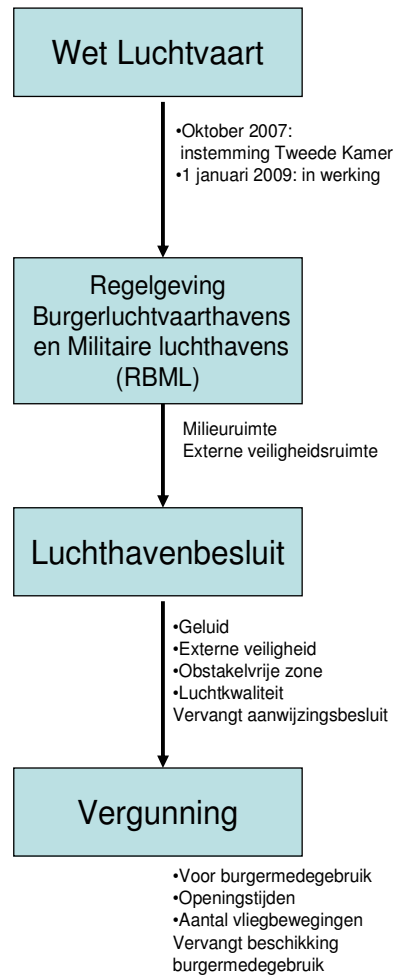 Wet Luchtvaart
•Oktober 2007:
instemming Tweede Kamer
•1 januari 2009: in werking
Regelgeving
Burgerluchtvaarthavens
en Militaire luchthavens
(RBML)
Milieuruimte
Externe veiligheidsruimte
Luchthavenbesluit
•Geluid
•Externe veiligheid
•Obstakelvrije zone
•Luchtkwaliteit
Vervangt aanwijzingsbesluit
Vergunning
•Voor burgermedegebruik
•Openingstijden
•Aantal vliegbewegingen
Vervangt beschikking
burgermedegebruik